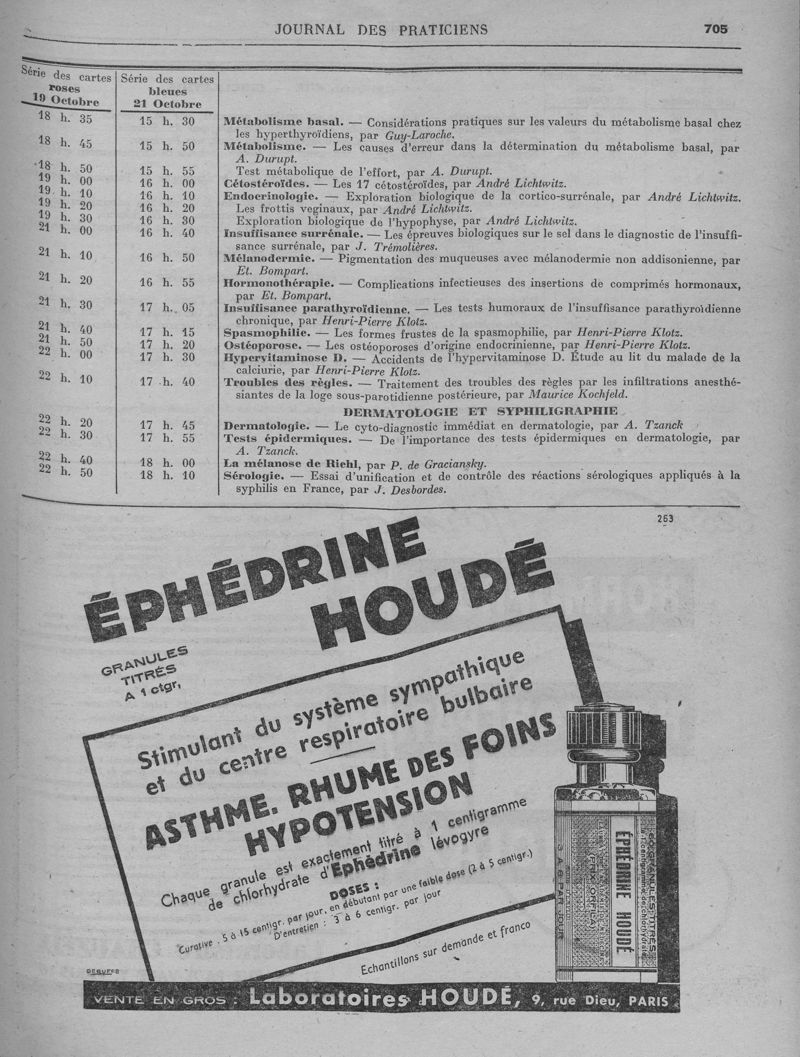 JOURNAL DES PRATICIENS 705
Série des cartes roses 19 Octobre
Série des cartes bleues 21 Octobre
18 h. 35 15 h. 30 Métabolisme basal. — Considérations pratiques sur les valeurs du métabolisme basal chez
les hyperthyroïdiens, par Guy-Laroche.
18 h. 45 15 h. 50 Métabolisme. — Les causes d'erreur dans la détermination du métabolisme basal, par
A. Durupt.
18 h. 50 15 h. 55 Test métabolique de l'effort, par A. Durupt.
19 h. 00 16 h. 00 Cétostéroïdes. — Les 17 cétostéroïdes, par André Lichtwitz.
19 h. 10 16 h. 10 Endocrinologie. — Exploration biologique de la cortico-surrénale, par André Lichtwitz.
19 h. 20 16 h. 20 Les frottis veginaux, par André Lichtwitz.
19 h. 30 16 h. 30 Exploration biologique de l'hypophyse, par André Lichtwitz.
21 h. 00 16 h. 40 Insuffisance surrénale. — Les épreuves biologiques sur le sel dans le diagnostic de l'insuffi-
sance surrénale, par J. Trémolières.
21 h. 10 16 h. 50 Mélanodermie. — Pigmentation des muqueuses avec mélanodermie non addisonienne, par
Et. Bompart.
21 h. 20 16 h. 55 Hormonothérapie. — Complications infectieuses des insertions de comprimés hormonaux,
par Et. Bompart.
21 h. 30 17 h. 05 Insuffisance parathyroïdienne. — Les tests humoraux de l'insuffisance parathyroïdienne
chronique, par Henri-Pierre Klotz.
21 h. 40 17 h. 15 Spasmophilie. — Les formes frustes de la spasmophilie, par Henri-Pierre Klotz.
21 h. 50 17 h. 20 Ostéoporose. — Les ostéoporoses d'origine endocrinienne, par Henri-Pierre Klotz.
22 h. 00 17 h. 30 Hypervitaminose D. — Accidents de l'hypervitaminose D. Étude au lit du malade de la
calciurie, par Henri-Pierre Klotz.
22 h. 10 17 h. 40 Troubles des règles. — Traitement des troubles des règles par les infiltrations anesthé-
siantes de la loge sous-parotidienne postérieure, par Maurice Kochfeld.
DERMATOLOGIE ET SYPHILIGRAPHIE
22 h. 20 17 h. 45 Dermatologie. — Le cyto-diagnostic immédiat en dermatologie, par A. Tzanck
22 h. 30 17 h. 55 Tests épidermiques. — De l'importance des tests épidermiques en dermatologie, par
A. Tzanck.
22 h. 40 18 h. 00 La mélanose de Riehl, par P. de Graciansky.
22 h. 50 18 h. 10 Sérologie. — Essai d'unification et de contrôle des réactions sérologiques appliqués à la
syphilis en France, par J. Desbordes.
263
ÉPHÉDRINE
HOUDÉ
GRANULES
TITRÉS
A 1 ctgr,
Stimulant du système sympathique
et du centre respiratoire bulbaire
ASTHME. RHUME DES FOINS
HYPOTENSION
Chaque granule est exactement titré à 1 centigramme
de chlorhydrate d'Ephédrine lévogyre
DOSES :
Curative : 5 à 15 centigr. par jour, en débutant par une faible dose (2 à 5 centigr.)
D'entretien : 3 à 6 centigr. par jour
Echantillons sur demande et franco
60 GRANULES TITRÉS
ÉPHÉDRINE HOUDÉ
3 A 6 PAR JOUR
VENTE EN GROS : Laboratoires HOUDÉ, 9, rue Dieu, PARIS